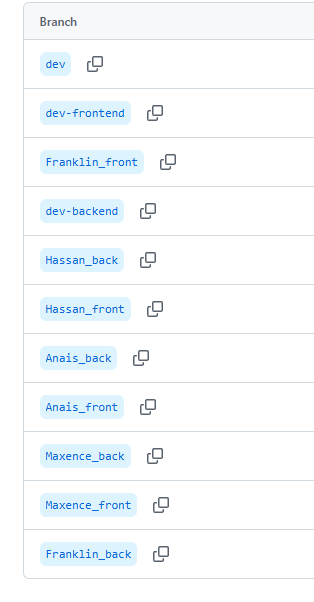 Branch
dev
dev-frontend
Franklin_front
dev-backend
Hassan_back
Hassan_front
Anais_back
Anais_front
Maxence_back
Maxence_front
Franklin_back